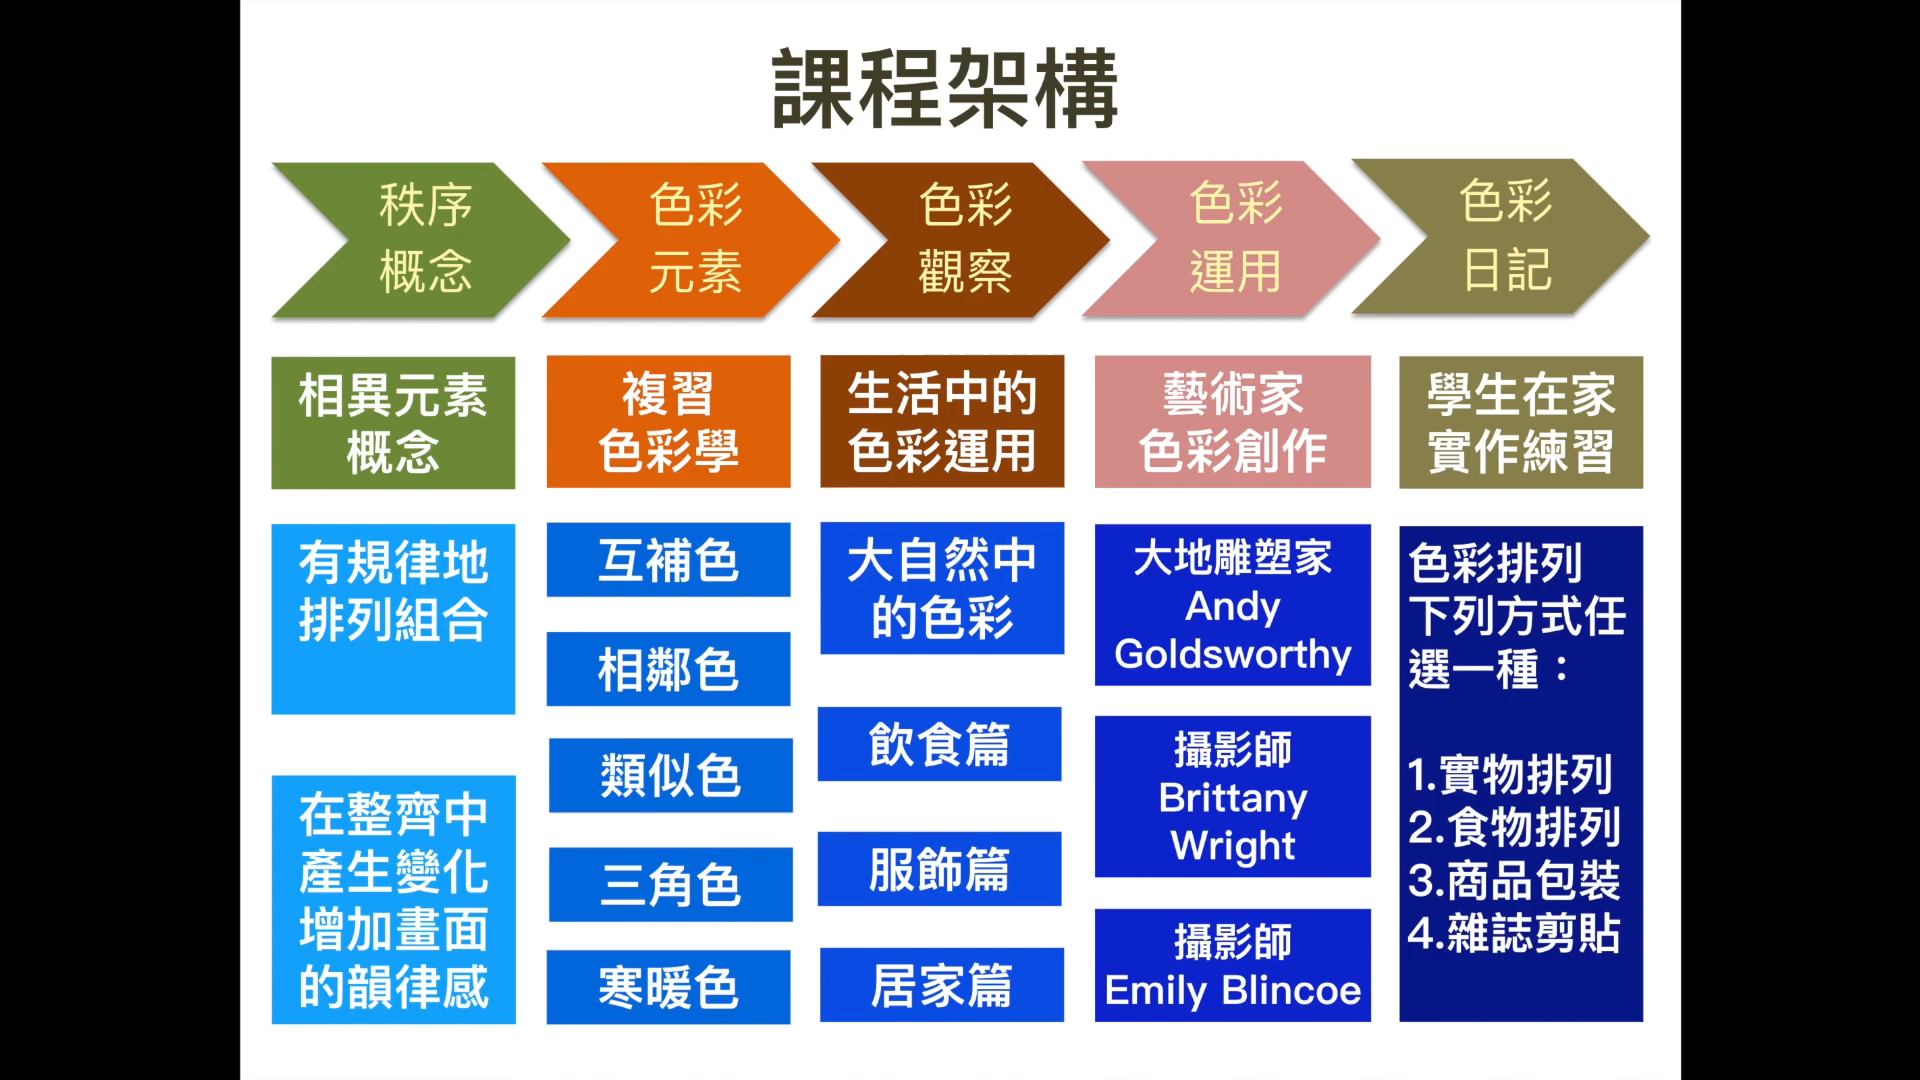 課程架構
秩序
概念
色彩
元素
色彩
觀察
色彩
運用
色彩
日記
相異元素
概念
複習
色彩學
生活中的
色彩運用
藝術家
色彩創作
學生在家
實作練習
有規律地
排列組合
在整齊中
產生變化
增加畫面
的韻律感
互補色
相鄰色
類似色
三角色
寒暖色
大自然中
的色彩
飲食篇
服飾篇
居家篇
大地雕塑家
Andy
Goldsworthy
攝影師
Brittany
Wright
攝影師
Emily Blincoe
色彩排列
下列方式任
選一種：
1.實物排列
2.食物排列
3.商品包裝
4.雜誌剪貼